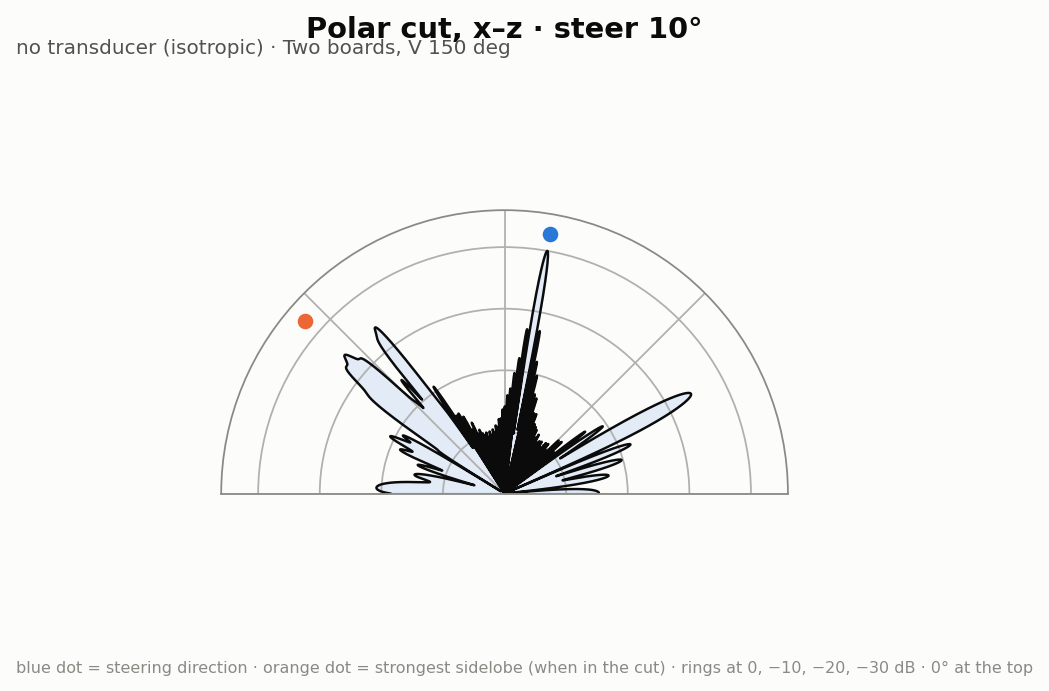 Polar cut, x–z · steer 10°
no transducer (isotropic) · Two boards, V 150 deg
blue dot = steering direction · orange dot = strongest sidelobe (when in the cut) · rings at 0, −10, −20, −30 dB · 0° at the top